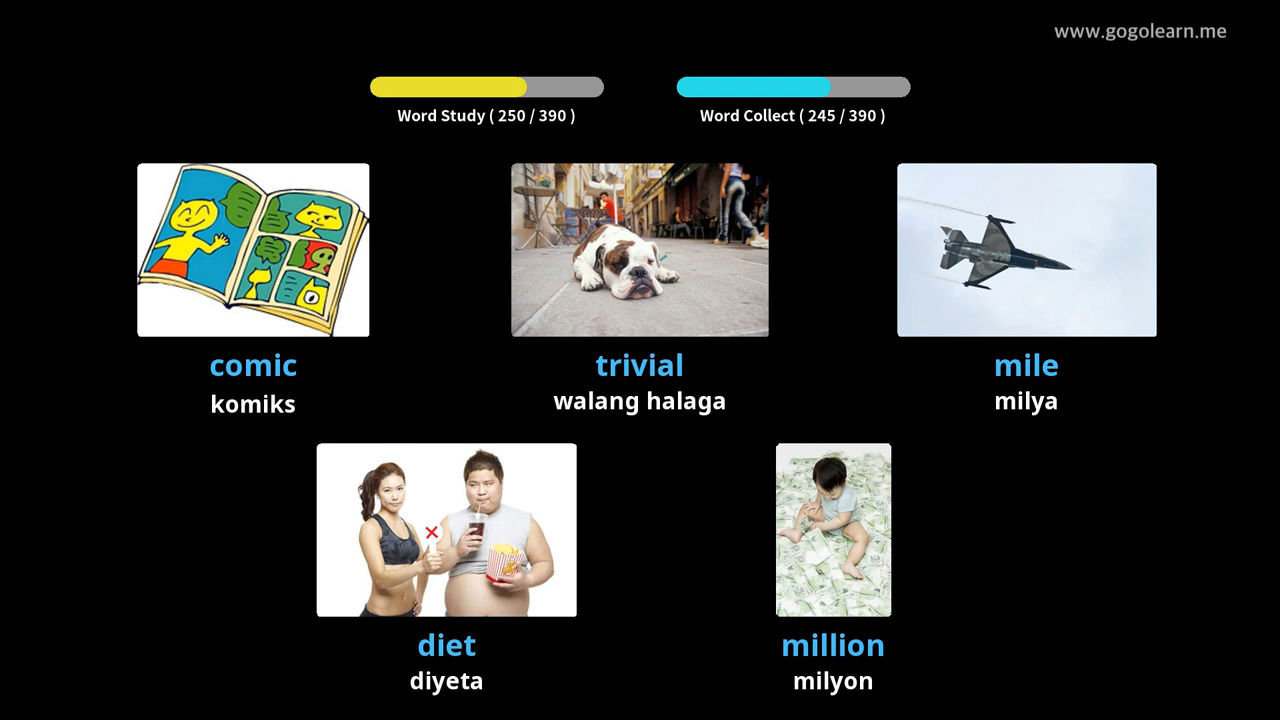 www.gogolearn.me
Word Study ( 250 / 390 )
Word Collect ( 245 / 390 )
comic
komiks
trivial
walang halaga
mile
milya
diet
diyeta
million
milyon